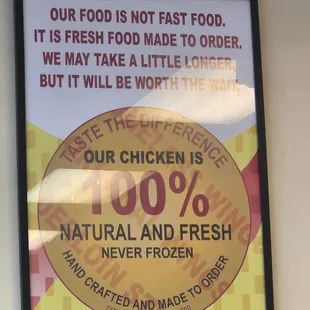 OUR FOOD IS NOT FAST FOOD.
IT IS FRESH FOOD MADE TO ORDER.
WE MAY TAKE A LITTLE LONGER,
BUT IT WILL BE WORTH THE WAIT.
TASTE THE DIFFERENCE
OUR CHICKEN IS
100%
NATURAL AND FRESH
NEVER FROZEN
HAND CRAFTED AND MADE TO ORDER